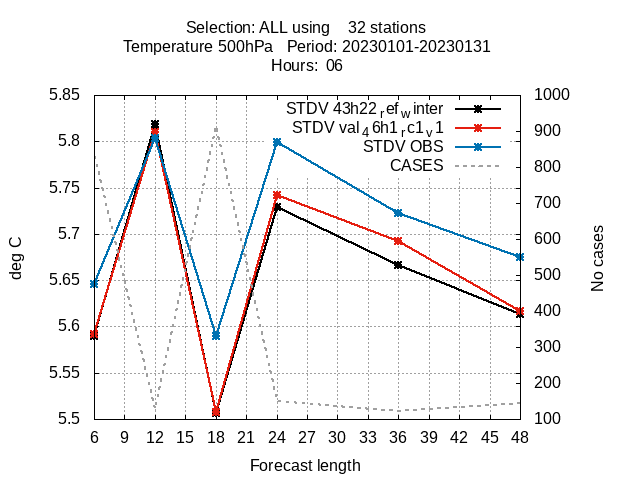 Selection: ALL using    32 stations
Temperature 500hPa   Period: 20230101-20230131
Hours:  06
STDV 43h22ᵣef_winter
STDV val₄6h1ᵣc1ᵥ1
STDV OBS
CASES
deg C
5.85
5.8
5.75
5.7
5.65
5.6
5.55
5.5
1000
900
800
700
600
500
400
300
200
100
No cases
6 9 12 15 18 21 24 27 30 33 36 39 42 45 48
Forecast length